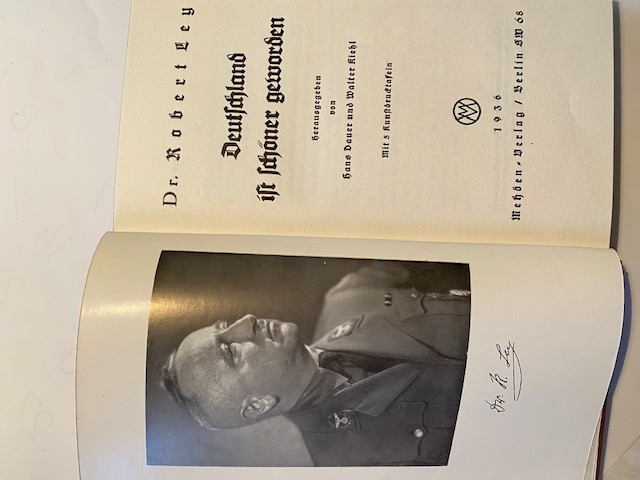 Dr. Robert Ley
Deutschland
ist schöner geworden
Herausgegeben
von
Hans Dauer und Walter Kiehl
Mit 5 Kunstdrucktafeln
1936
Mehden-Verlag / Berlin SW 68
Dr. R. Ley